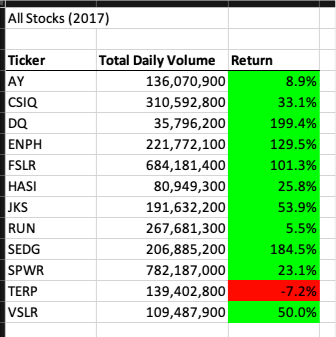 All Stocks (2017)
Ticker Total Daily Volume Return
AY 136,070,900 8.9%
CSIQ 310,592,800 33.1%
DQ 35,796,200 199.4%
ENPH 221,772,100 129.5%
FSLR 684,181,400 101.3%
HASI 80,949,300 25.8%
JKS 191,632,200 53.9%
RUN 267,681,300 5.5%
SEDG 206,885,200 184.5%
SPWR 782,187,000 23.1%
TERP 139,402,800 -7.2%
VSLR 109,487,900 50.0%